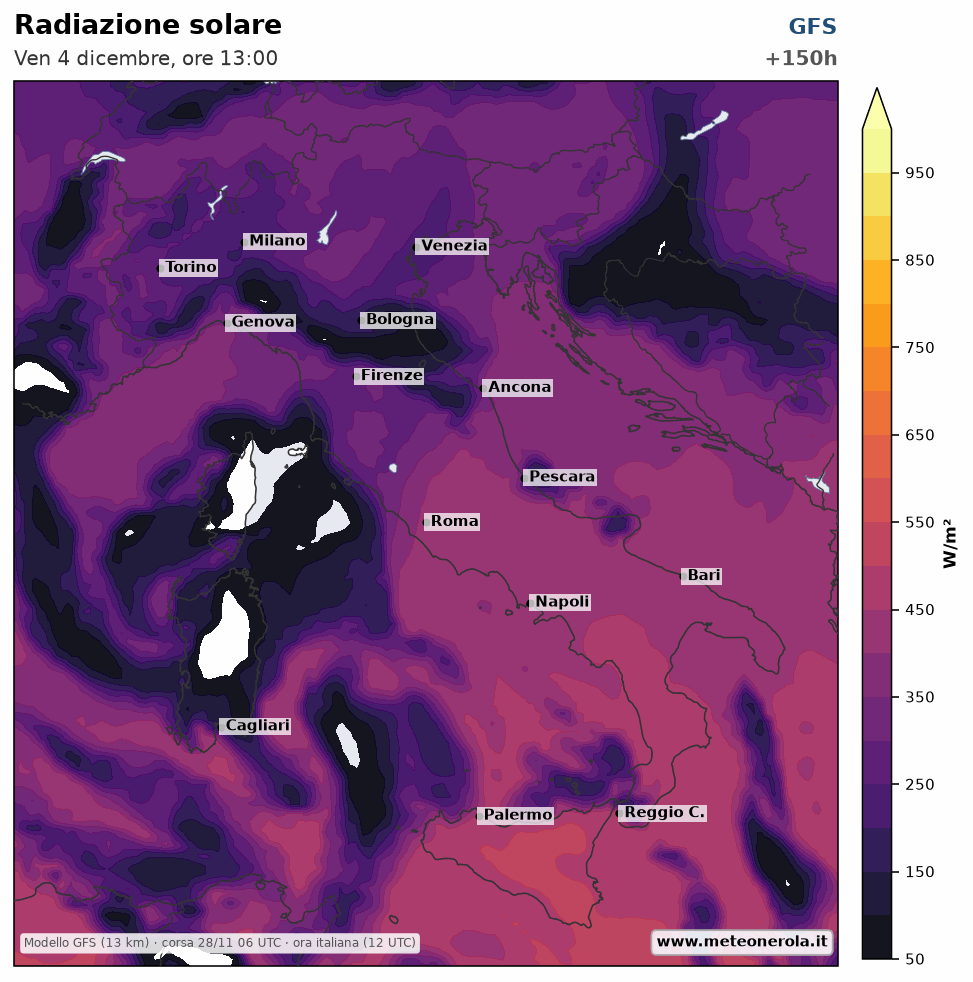 Radiazione solare
GFS
Ven 4 dicembre, ore 13:00
+150h
Milano
Venezia
Torino
Genova
Bologna
Firenze
Ancona
Pescara
Roma
Bari
Napoli
Cagliari
Palermo
Reggio C.
950
850
750
650
550
450
350
250
150
50
W/m²
Modello GFS (13 km) · corsa 28/11 06 UTC · ora italiana (12 UTC)
www.meteonerola.it